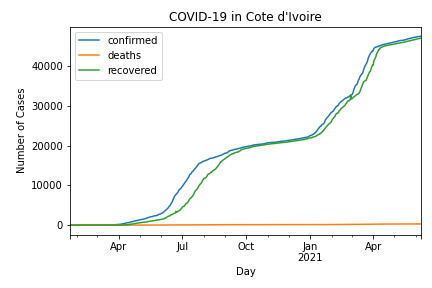 COVID-19 in Cote d'Ivoire
confirmed
deaths
recovered
Number of Cases
40000
30000
20000
10000
0
Apr
Jul
Oct
Jan
2021
Apr
Day